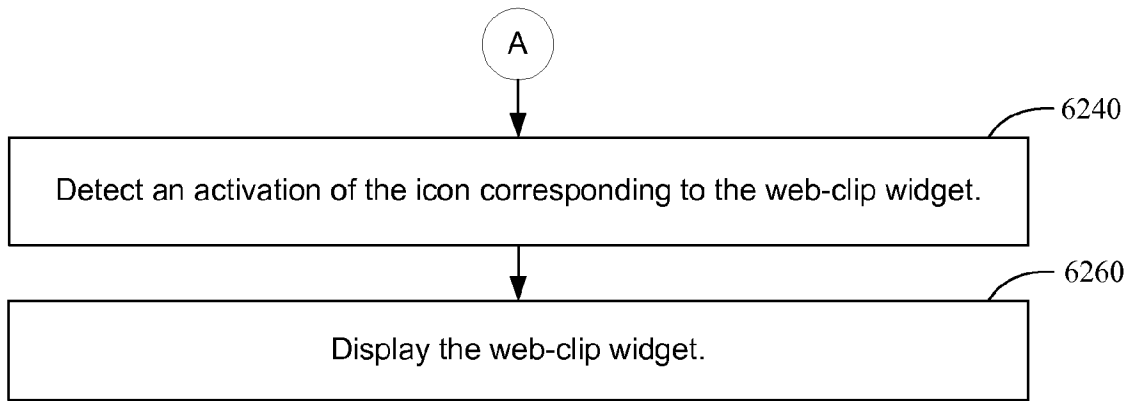 A
6240
Detect an activation of the icon corresponding to the web-clip widget.
6260
Display the web-clip widget.